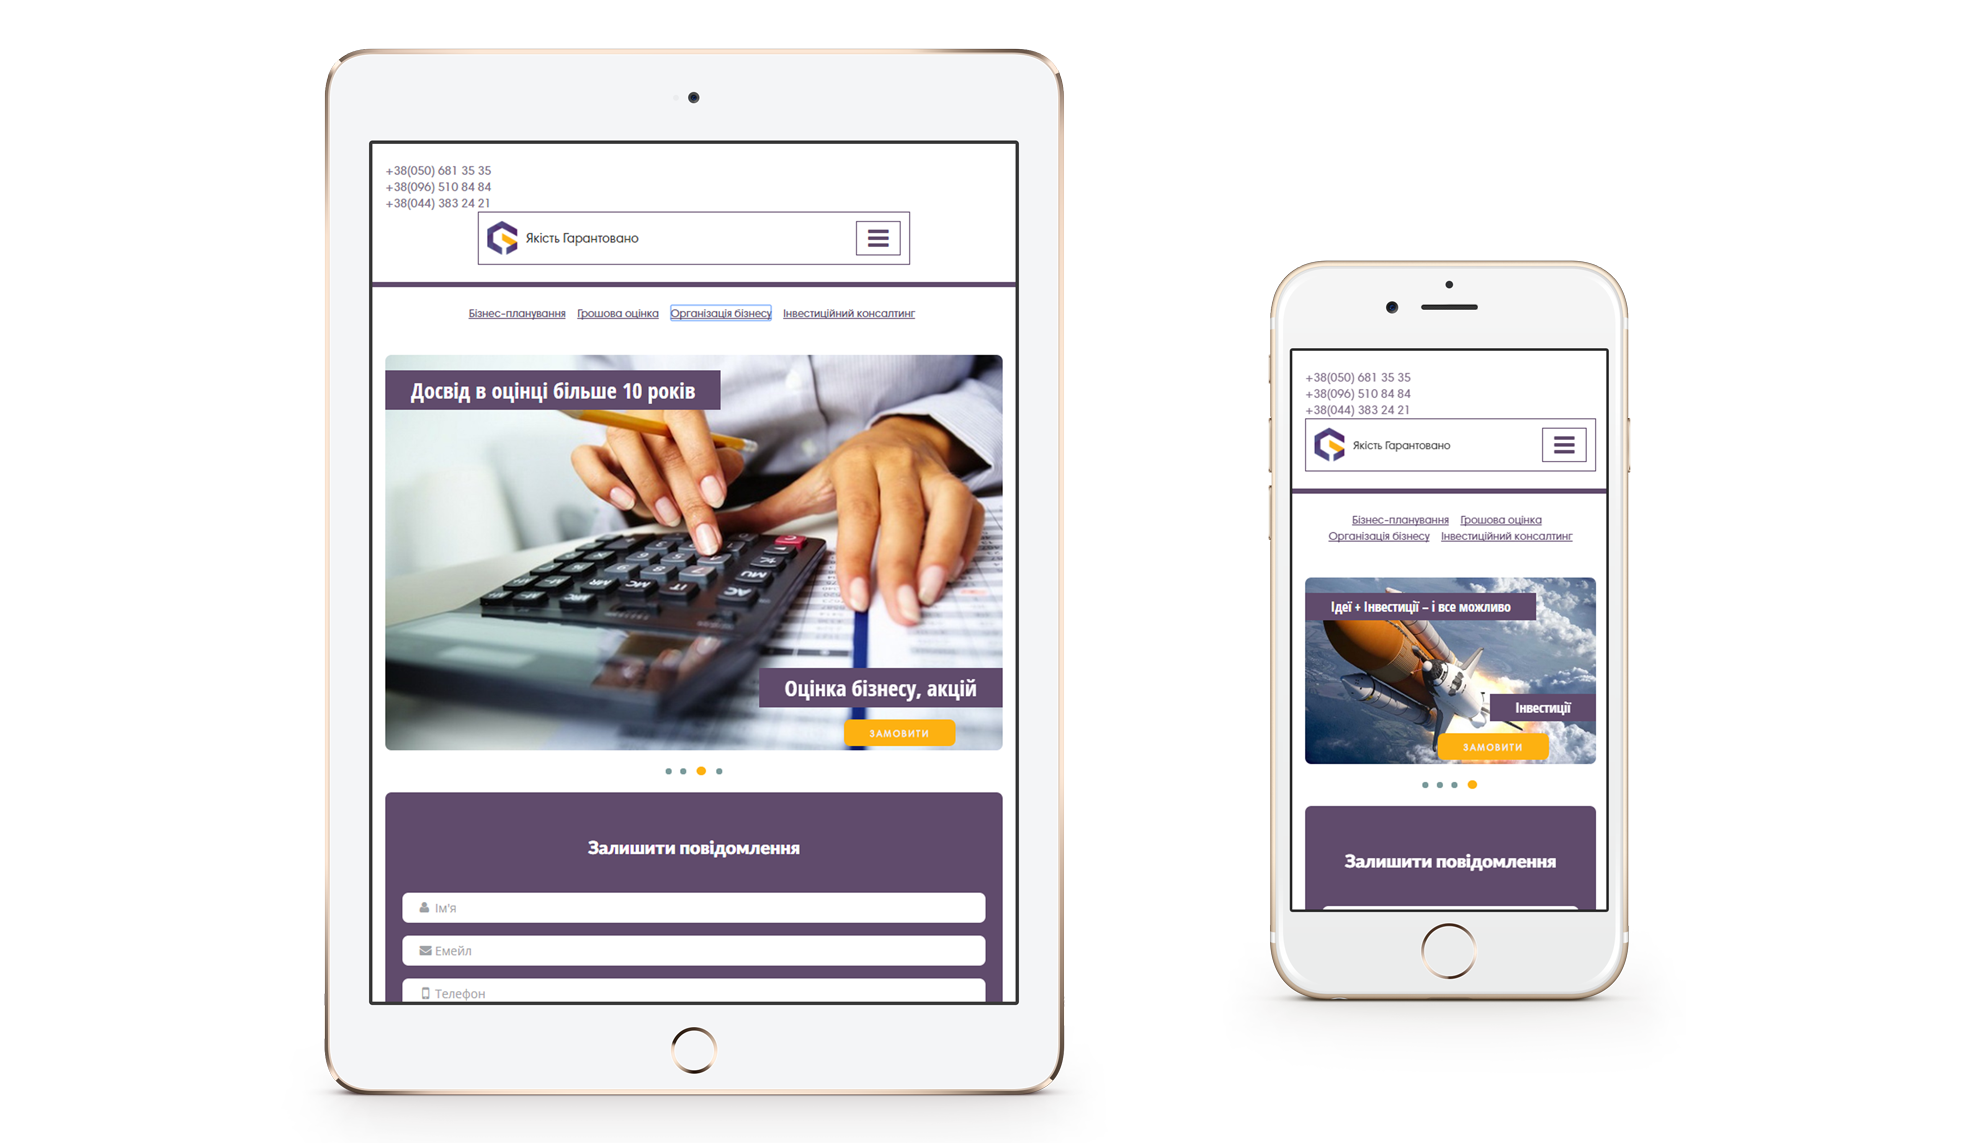 +38(050) 681 35 35
+38(096) 510 84 84
+38(044) 383 24 21
Якість Гарантовано
Бізнес-планування Грошова оцінка Організація бізнесу Інвестиційний консалтинг
Досвід в оцінці більше 10 років
Оцінка бізнесу, акцій
ЗАМОВИТИ
Залишити повідомлення
Ім'я
Емейл
Телефон
+38(050) 681 35 35
+38(096) 510 84 84
+38(044) 383 24 21
Якість Гарантовано
Бізнес-планування Грошова оцінка
Організація бізнесу Інвестиційний консалтинг
Ідеї + Інвестиції – і все можливо
Інвестиції
ЗАМОВИТИ
Залишити повідомлення